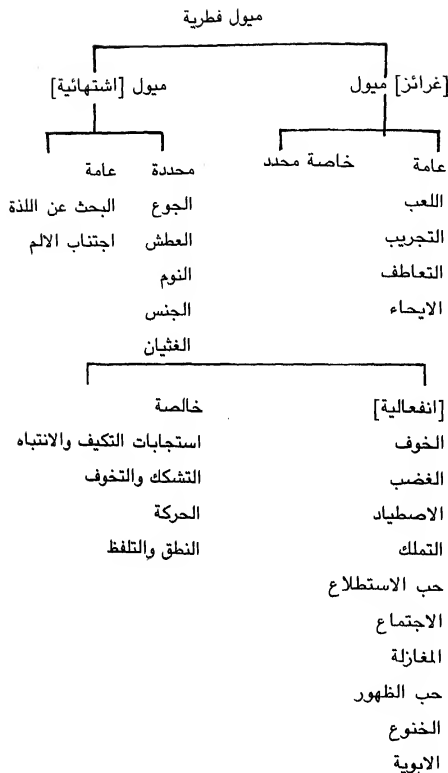 ميول فطرية
[غرائز] ميول
ميول [اشتهائية]
عامة
خاصة محدد
محددة
عامة
اللعب
الجوع
البحث عن اللذة
التجريب
العطش
اجتناب الالم
التعاطف
النوم
الايحاء
الجنس
الغثيان
[انفعالية]
خالصة
الخوف
استجابات التكيف والانتباه
الغضب
التشكك والتخوف
الاصطياد
الحركة
التملك
النطق والتلفظ
حب الاستطلاع
الاجتماع
المغازلة
حب الظهور
الخنوع
الابوية